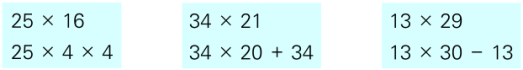 25 × 16
25 × 4 × 4
34 × 21
34 × 20 + 34
13 × 29
13 × 30 − 13